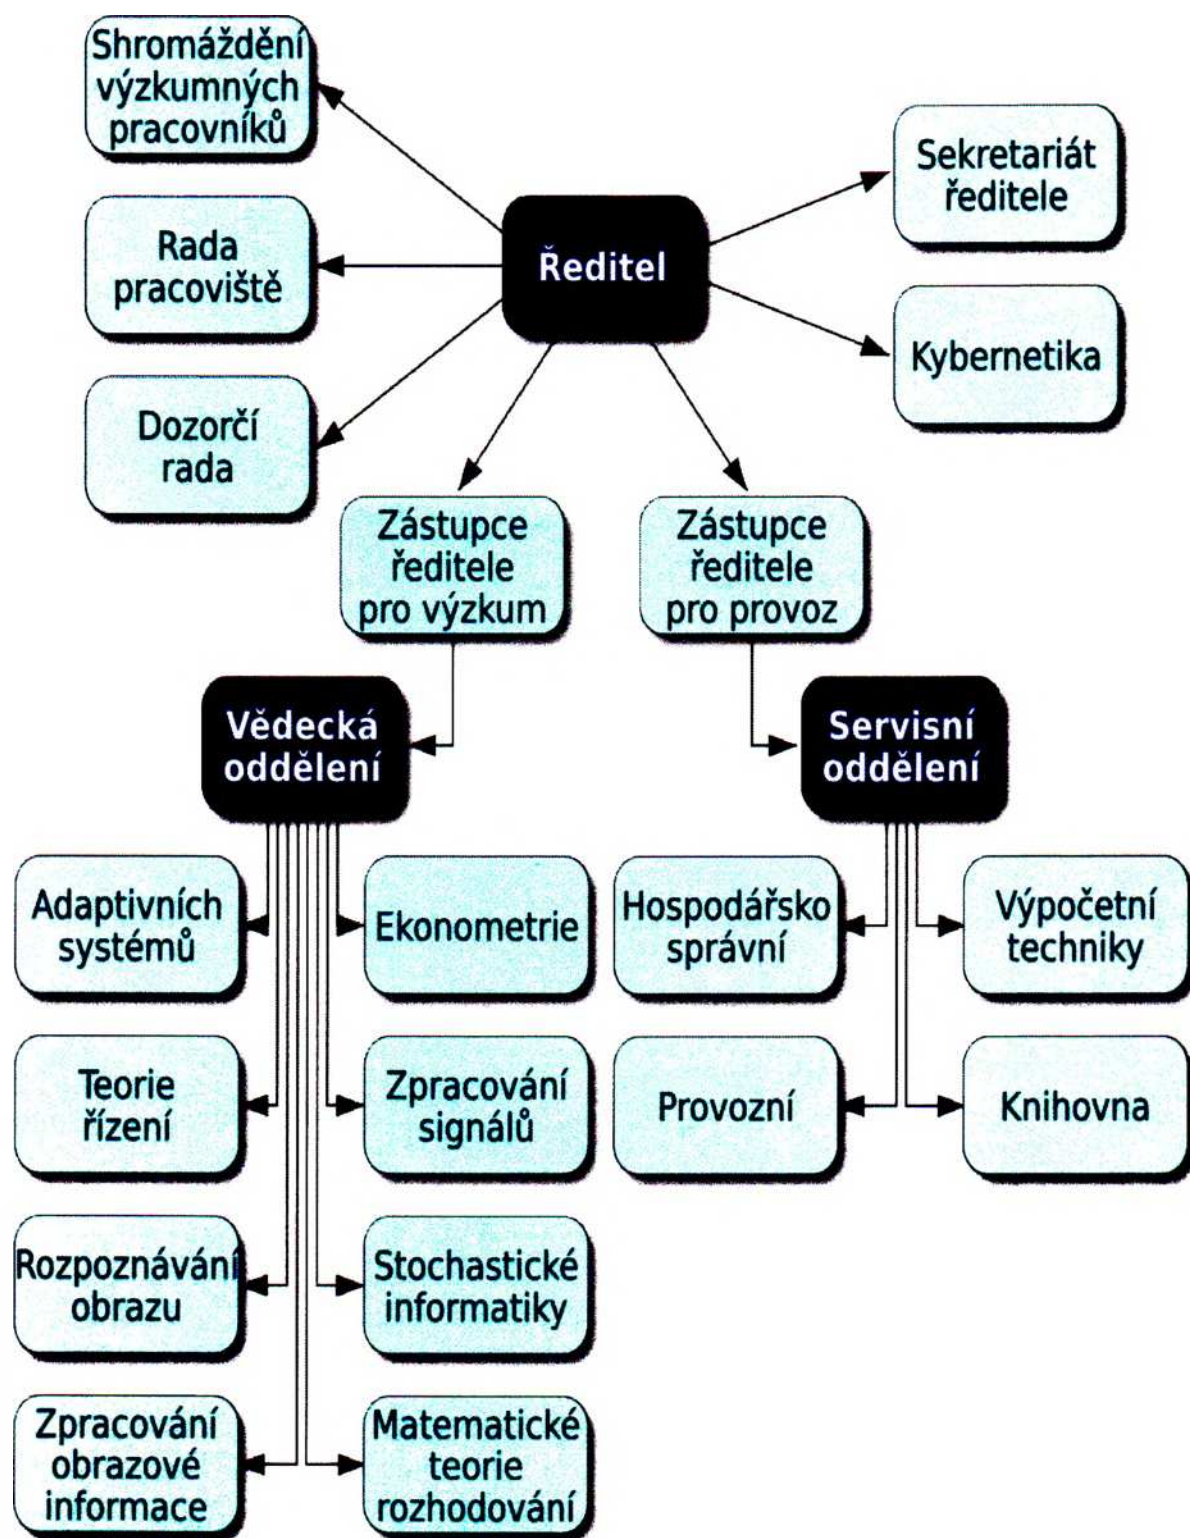 Shromáždění
výzkumných
pracovníků
Sekretariát
ředitele
Rada
pracoviště
Ředitel
Kybernetika
Dozorčí
rada
Zástupce
ředitele
pro výzkum
Zástupce
ředitele
pro provoz
Vědecká
oddělení
Servisní
oddělení
Adaptivních
systémů
Ekonometrie
Hospodářsko
správní
Výpočetní
techniky
Teorie
řízení
Zpracování
signálů
Provozní
Knihovna
Rozpoznávání
obrazu
Stochastické
informatiky
Zpracování
obrazové
informace
Matematické
teorie
rozhodování